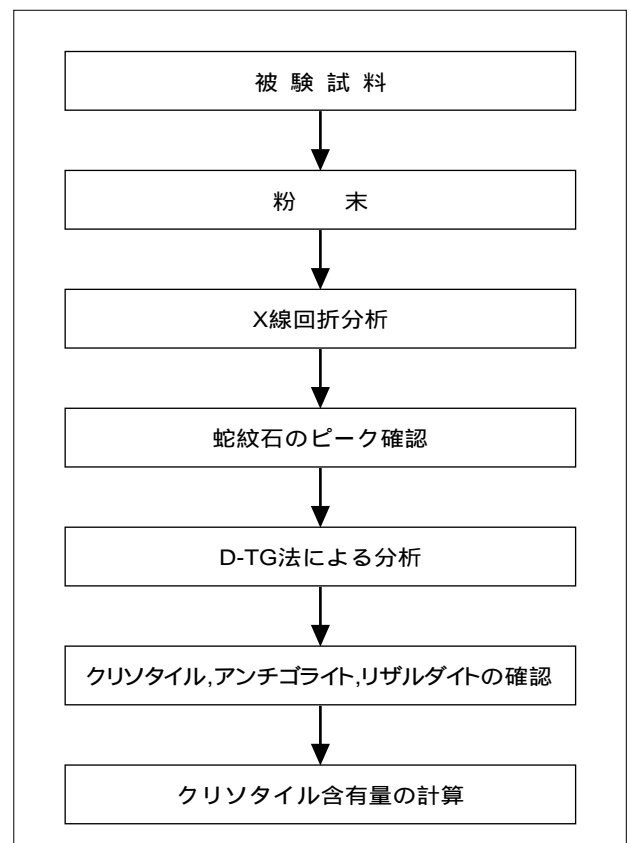 被 験 試 料
粉　　末
X線回折分析
蛇紋石のピーク確認
D-TG法による分析
クリソタイル,アンチゴライト,リザルダイトの確認
クリソタイル含有量の計算